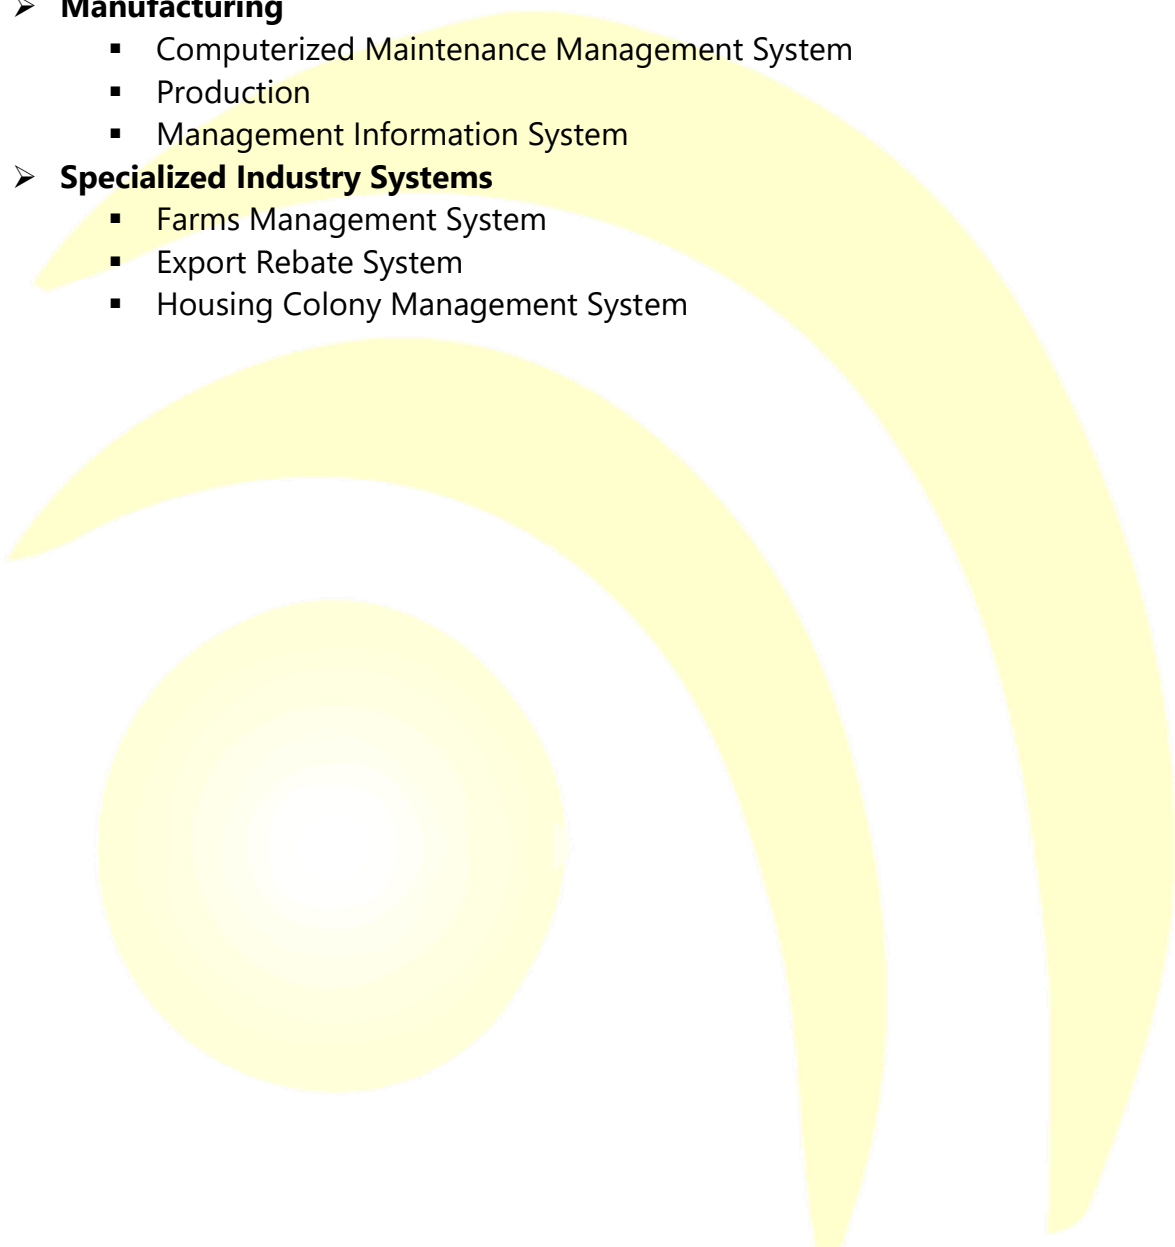 ➢ Manufacturing
▪ Computerized Maintenance Management System
▪ Production
▪ Management Information System
➢ Specialized Industry Systems
▪ Farms Management System
▪ Export Rebate System
▪ Housing Colony Management System